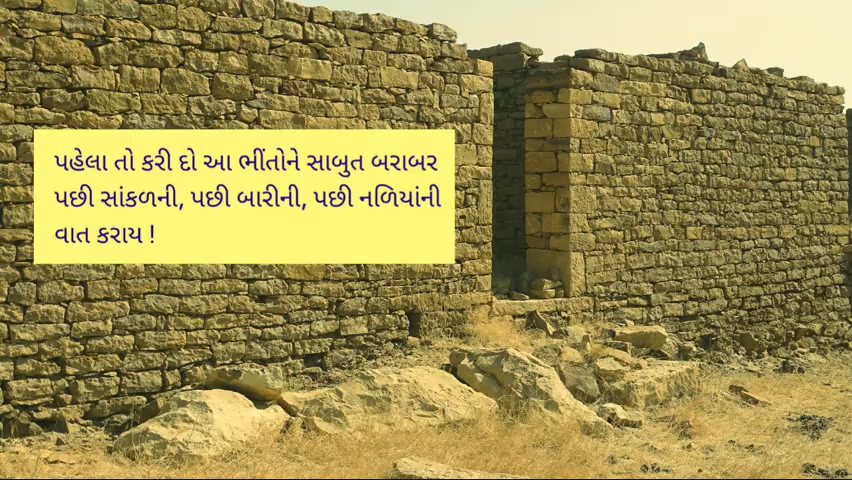 પહેલા તો કરી દો આ ભીંતોને સાબુત બરાબર
પછી સાંકળની, પછી બારીની, પછી નળિયાંની
વાત કરાય !